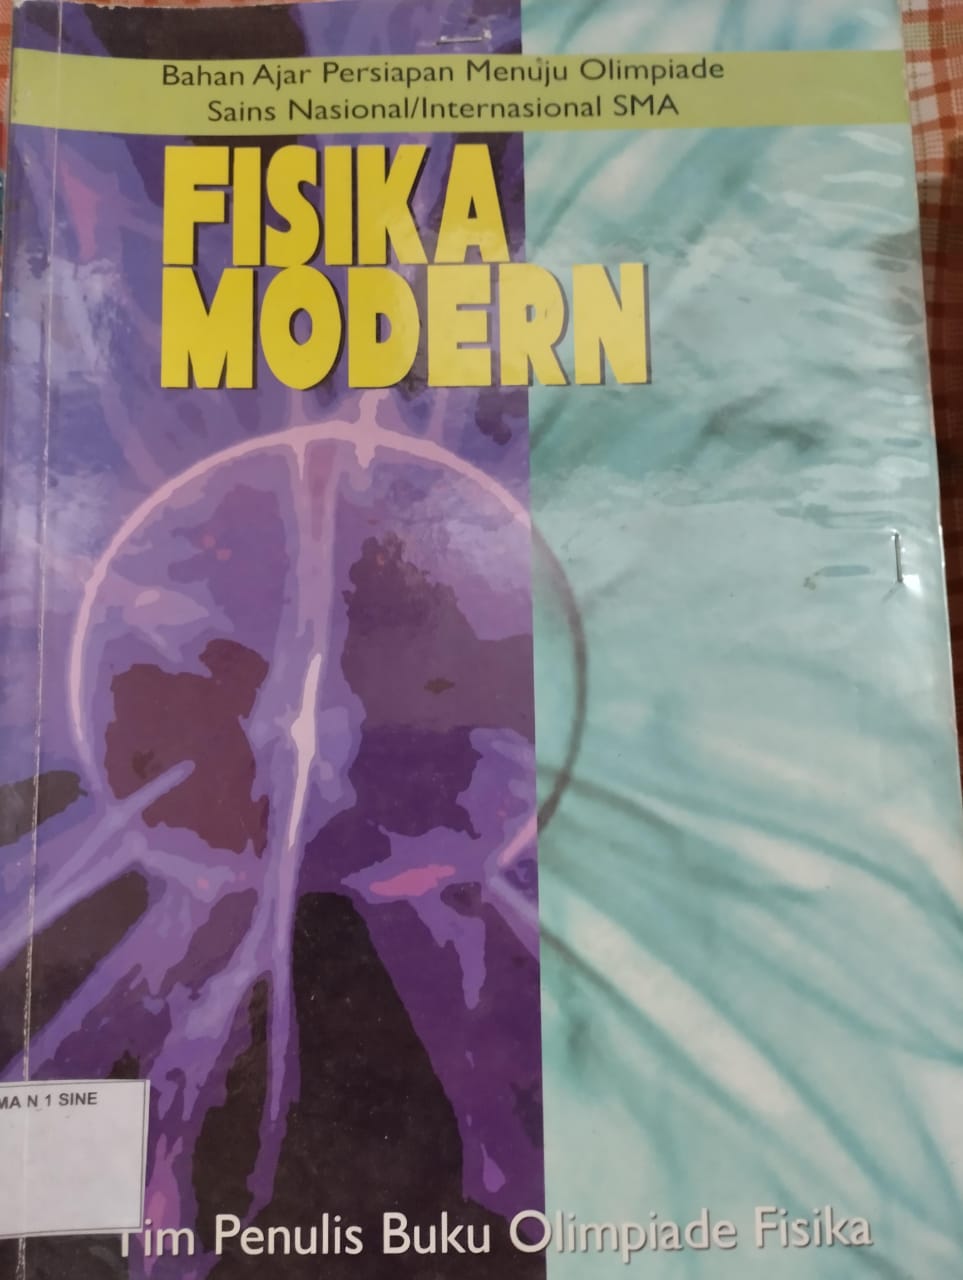 Bahan Ajar Persiapan Menuju Olimpiade
Sains Nasional/Internasional SMA
FISIKA
MODERN
MA N 1 SINE
Tim Penulis Buku Olimpiade Fisika